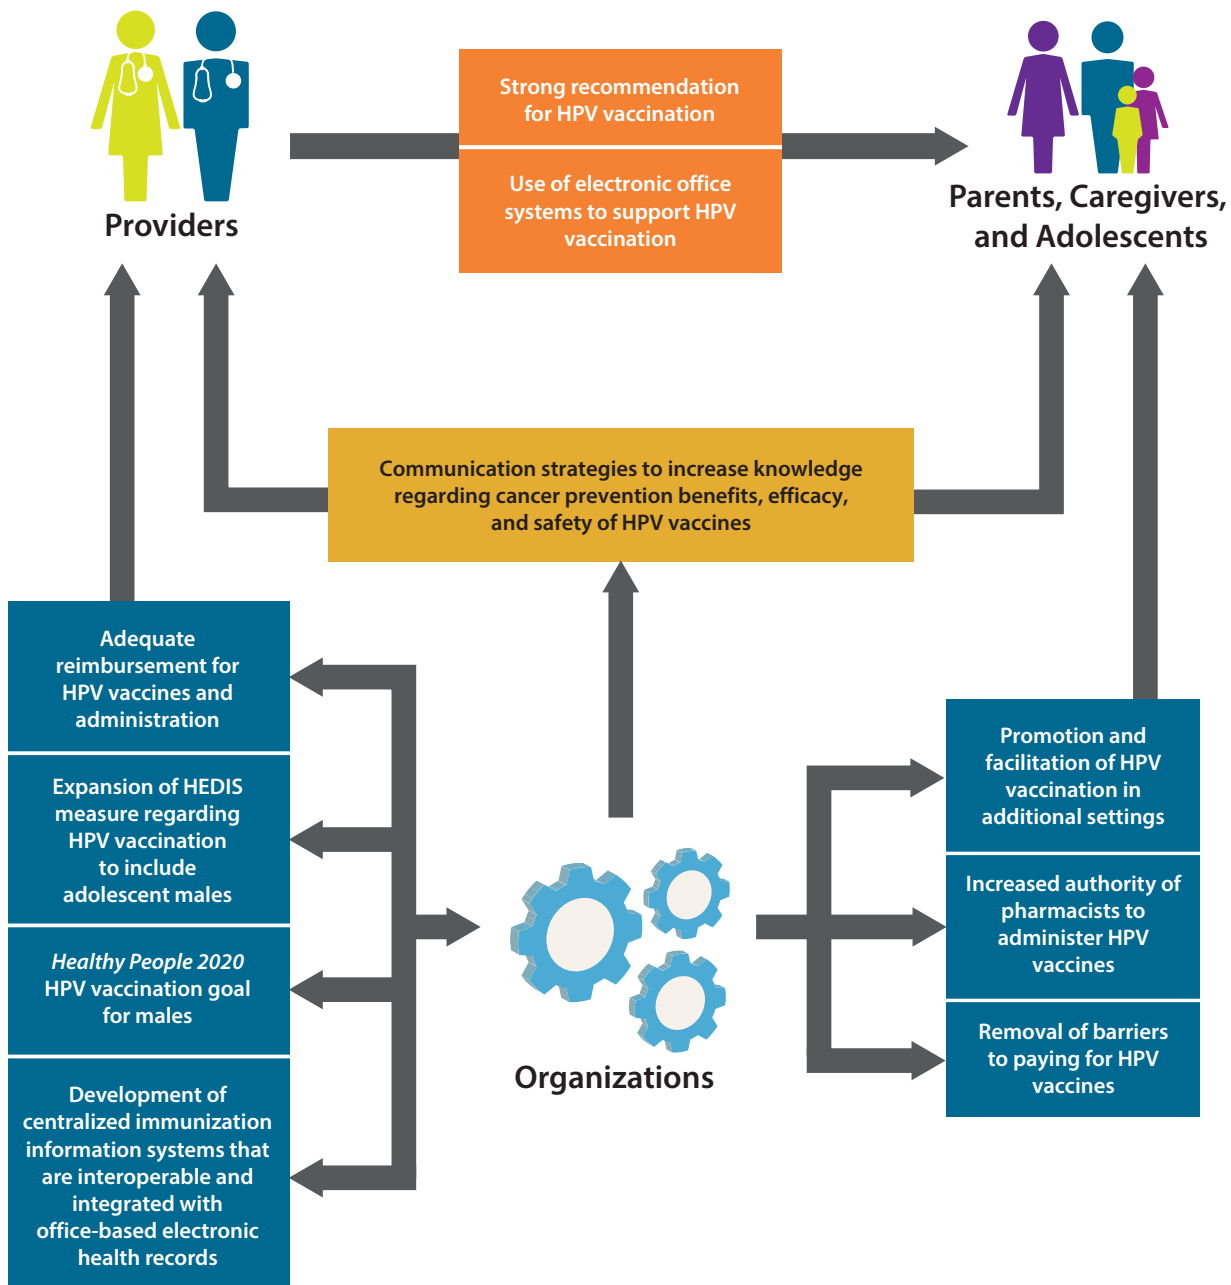 Providers
Strong recommendation
for HPV vaccination
Use of electronic office
systems to support HPV
vaccination
Parents, Caregivers,
and Adolescents
Communication strategies to increase knowledge
regarding cancer prevention benefits, efficacy,
and safety of HPV vaccines
Adequate
reimbursement for
HPV vaccines and
administration
Expansion of HEDIS
measure regarding
HPV vaccination
to include
adolescent males
Healthy People 2020
HPV vaccination goal
for males
Development of
centralized immunization
information systems that
are interoperable and
integrated with
office-based electronic
health records
Organizations
Promotion and
facilitation of HPV
vaccination in
additional settings
Increased authority of
pharmacists to
administer HPV
vaccines
Removal of barriers
to paying for HPV
vaccines